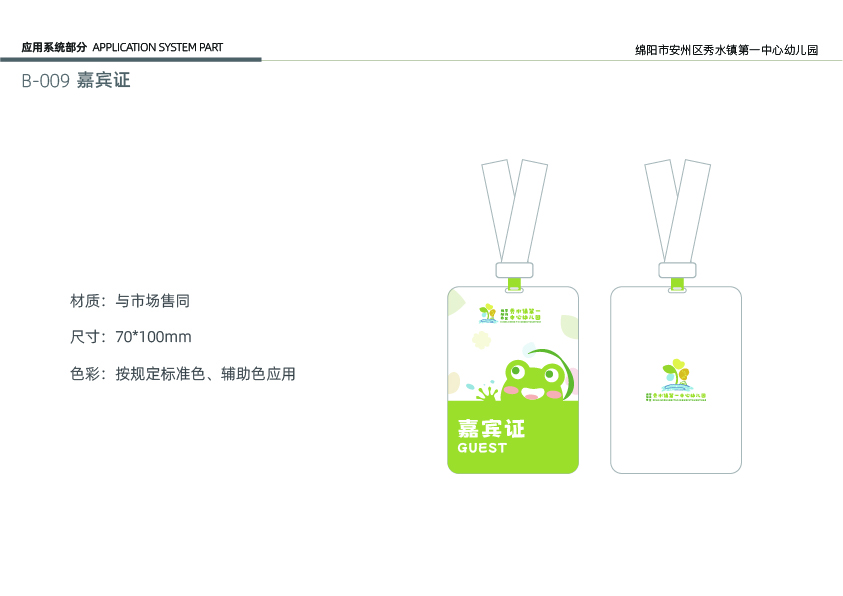 应用系统部分 APPLICATION SYSTEM PART
绵阳市安州区秀水镇第一中心幼儿园
B-009 嘉宾证
材质：与市场售同
尺寸：70*100mm
色彩：按规定标准色、辅助色应用
秀水镇第一
中心幼儿园
嘉宾证
GUEST
秀水镇第一中心幼儿园